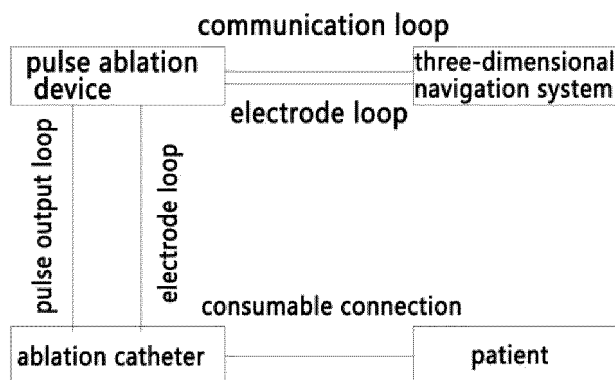 communication loop
pulse ablation
device
three-dimensional
navigation system
electrode loop
pulse output loop
electrode loop
consumable connection
ablation catheter
patient